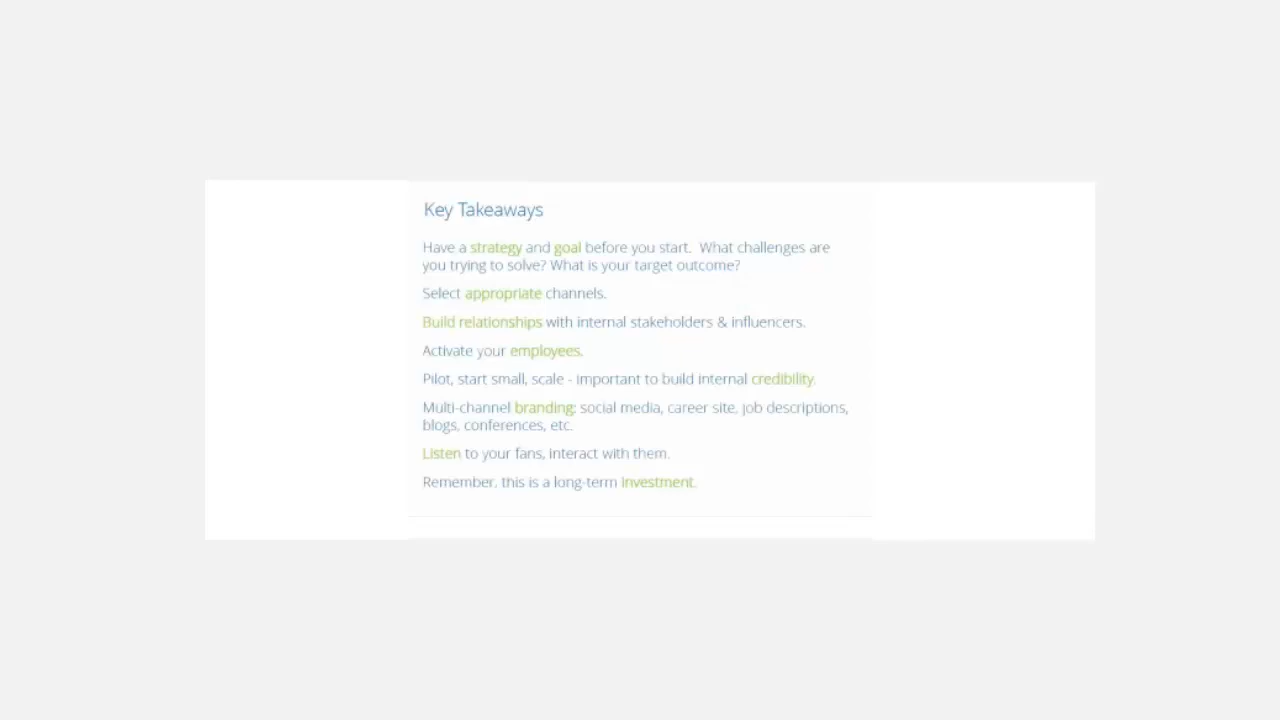 Key Takeaways
Have a strategy and goal before you start.  What challenges are
you trying to solve? What is your target outcome?
Select appropriate channels.
Build relationships with internal stakeholders & influencers.
Activate your employees.
Pilot, start small, scale - important to build internal credibility.
Multi-channel branding: social media, career site, job descriptions,
blogs, conferences, etc.
Listen to your fans, interact with them.
Remember, this is a long-term investment.